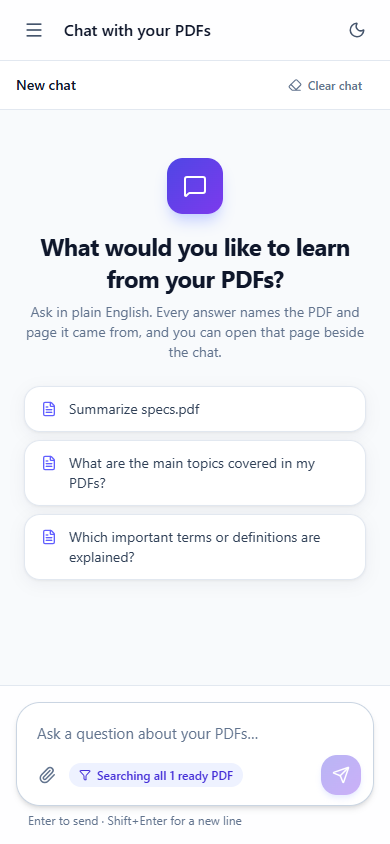 Chat with your PDFs
New chat
Clear chat
What would you like to learn
from your PDFs?
Ask in plain English. Every answer names the PDF and
page it came from, and you can open that page beside
the chat.
Summarize specs.pdf
What are the main topics covered in my
PDFs?
Which important terms or definitions are
explained?
Ask a question about your PDFs...
Searching all 1 ready PDF
Enter to send · Shift+Enter for a new line